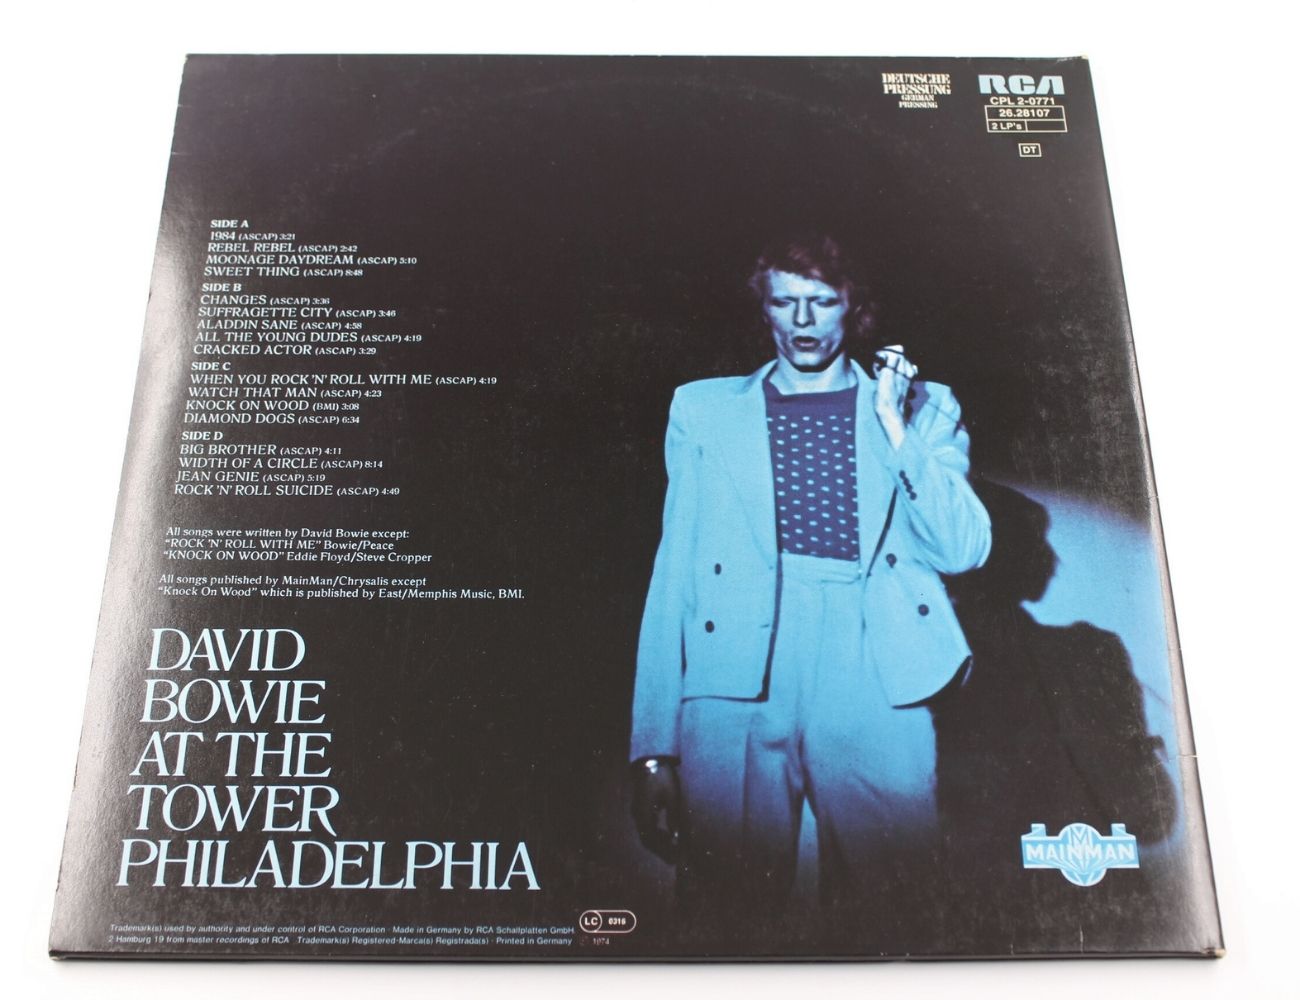 DEUTSCHE
PRESSUNG
GERMAN
PRESSING
RCA
CPL 2-0771
26.28107
2 LP's
DT
SIDE A
1984 (ASCAP) 3:21
REBEL REBEL (ASCAP) 2:42
MOONAGE DAYDREAM (ASCAP) 5:10
SWEET THING (ASCAP) 8:48
SIDE B
CHANGES (ASCAP) 3:36
SUFFRAGETTE CITY (ASCAP) 3:46
ALADDIN SANE (ASCAP) 4:58
ALL THE YOUNG DUDES (ASCAP) 4:19
CRACKED ACTOR (ASCAP) 3:29
SIDE C
WHEN YOU ROCK 'N' ROLL WITH ME (ASCAP) 4:19
WATCH THAT MAN (ASCAP) 4:23
KNOCK ON WOOD (BMI) 3:08
DIAMOND DOGS (ASCAP) 6:34
SIDE D
BIG BROTHER (ASCAP) 4:11
WIDTH OF A CIRCLE (ASCAP) 8:14
JEAN GENIE (ASCAP) 5:19
ROCK 'N' ROLL SUICIDE (ASCAP) 4:49
All songs were written by David Bowie except:
"ROCK 'N' ROLL WITH ME" Bowie/Peace
"KNOCK ON WOOD" Eddie Floyd/Steve Cropper
All songs published by MainMan/Chrysalis except
"Knock On Wood" which is published by East/Memphis Music, BMI.
DAVID
BOWIE
AT THE
TOWER
PHILADELPHIA
MAINMAN
Trademark(s) used by authority and under control of RCA Corporation · Made in Germany by RCA Schallplatten GmbH
2 Hamburg 19 from master recordings of RCA Trademark(s) Registered-Marca(s) Registrada(s) · Printed in Germany
LC 0316
1974